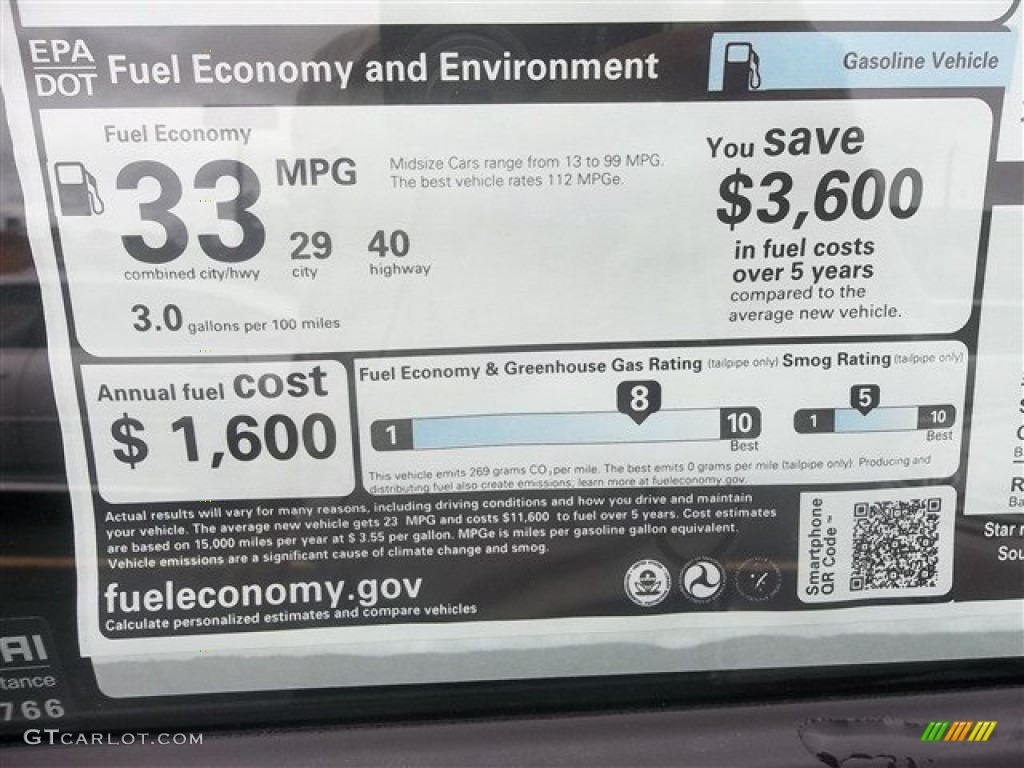 EPA
DOT
Fuel Economy and Environment
Gasoline Vehicle
Fuel Economy
33 MPG
combined city/hwy
29
city
40
highway
3.0 gallons per 100 miles
Midsize Cars range from 13 to 99 MPG.
The best vehicle rates 112 MPGe.
You save
$3,600
in fuel costs
over 5 years
compared to the
average new vehicle.
Annual fuel cost
$ 1,600
Fuel Economy & Greenhouse Gas Rating (tailpipe only)
1
8
10
Best
Smog Rating (tailpipe only)
1
5
10
Best
This vehicle emits 269 grams CO2 per mile. The best emits 0 grams per mile (tailpipe only). Producing and
distributing fuel also create emissions; learn more at fueleconomy.gov.
Actual results will vary for many reasons, including driving conditions and how you drive and maintain
your vehicle. The average new vehicle gets 23 MPG and costs $11,600 to fuel over 5 years. Cost estimates
are based on 15,000 miles per year at $ 3.55 per gallon. MPGe is miles per gasoline gallon equivalent.
Vehicle emissions are a significant cause of climate change and smog.
fueleconomy.gov
Calculate personalized estimates and compare vehicles
Smartphone
QR Code™
Star
Sou
AI
tance
766
GTCARLOT.COM